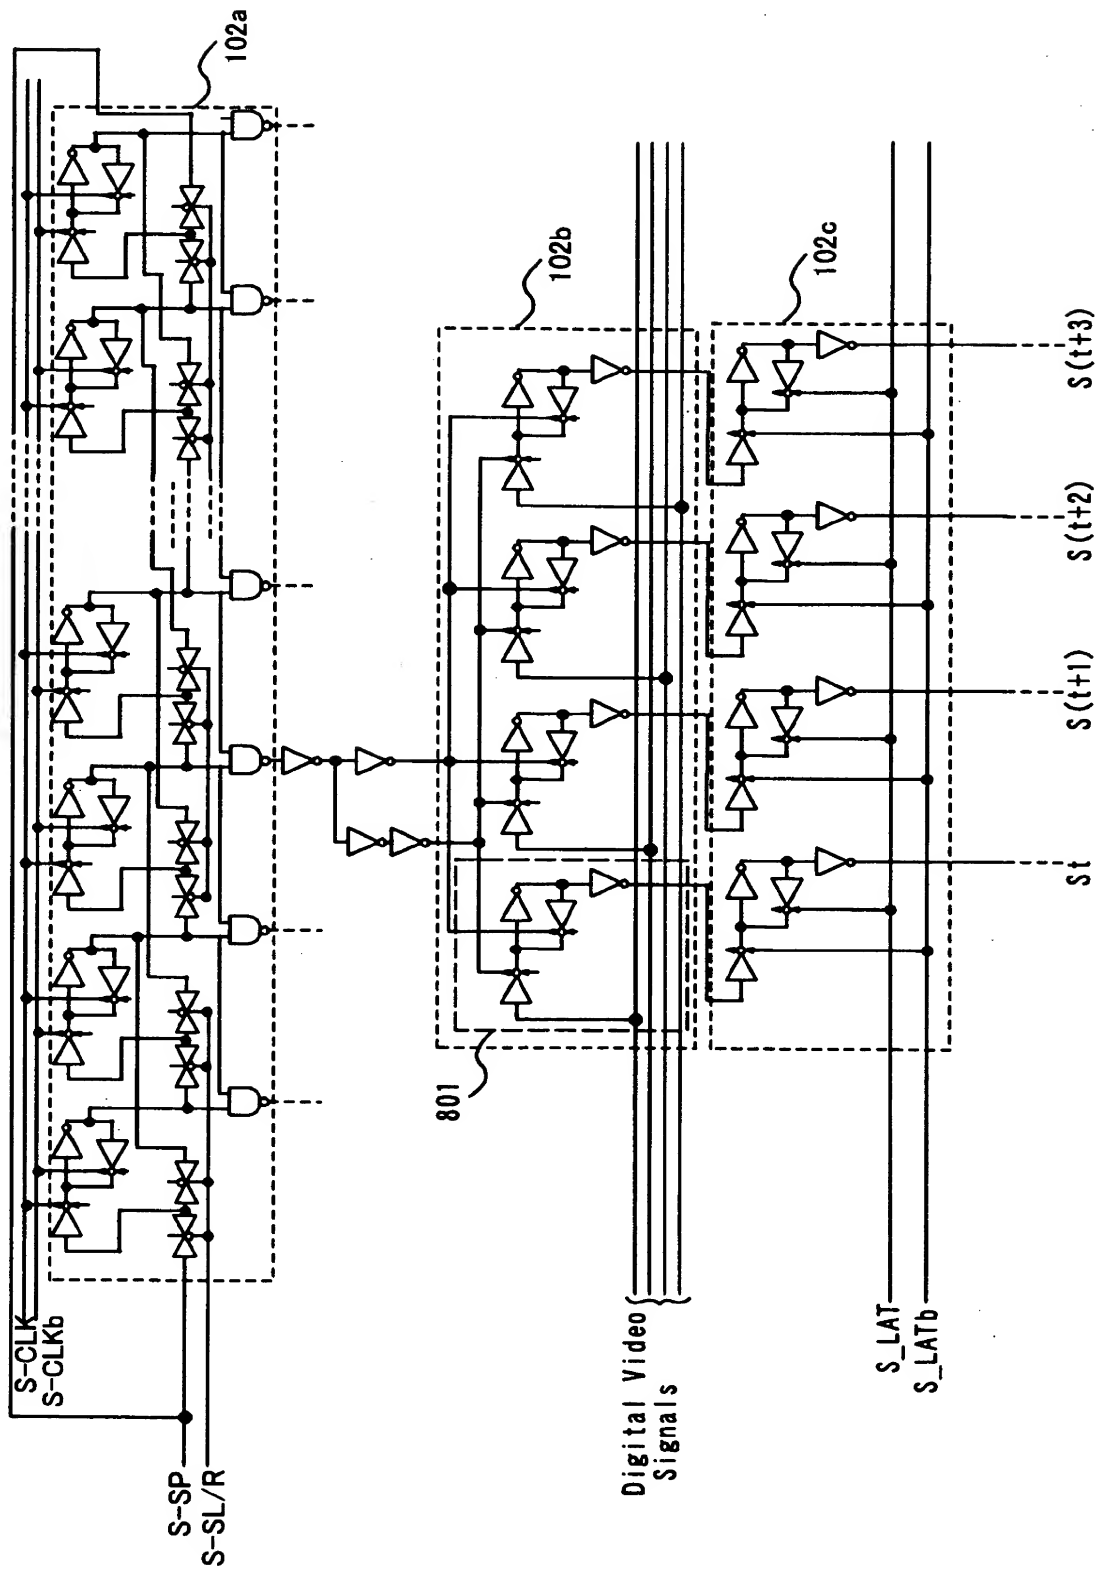 S-CLK
S-CLKb
S-SP
S-SL/R
102a
102b
801
Digital Video
Signals
102c
S_LAT
S_LATb
St
S(t+1)
S(t+2)
S(t+3)